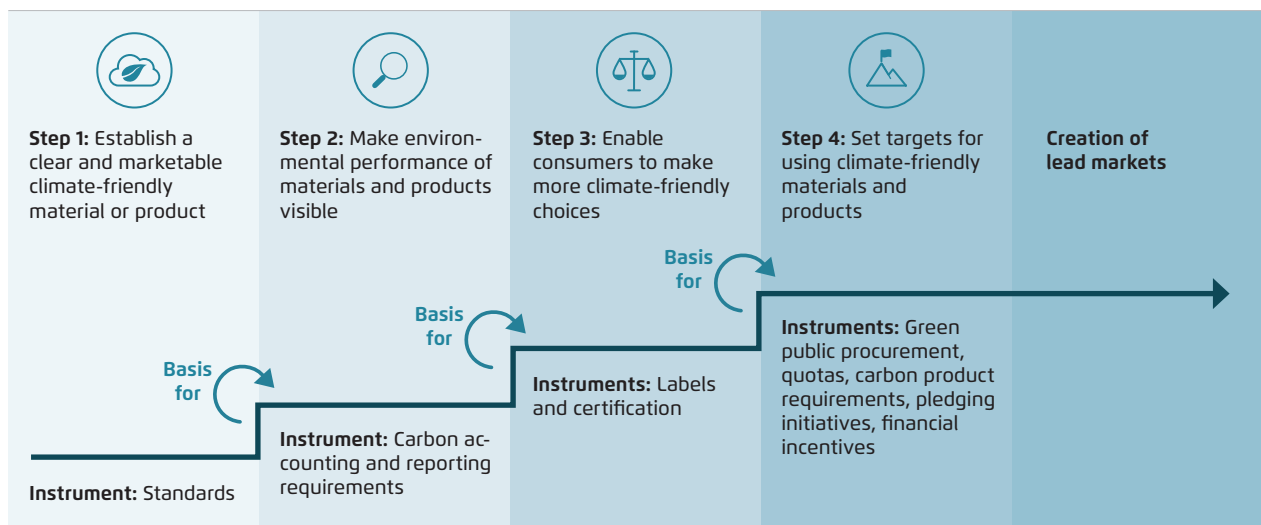 Step 1: Establish a
clear and marketable
climate-friendly
material or product
Step 2: Make environ-
mental performance of
materials and products
visible
Step 3: Enable
consumers to make
more climate-friendly
choices
Step 4: Set targets for
using climate-friendly
materials and
products
Creation of
lead markets
Basis
for
Basis
for
Basis
for
Instrument: Standards
Instrument: Carbon ac-
counting and reporting
requirements
Instruments: Labels
and certification
Instruments: Green
public procurement,
quotas, carbon product
requirements, pledging
initiatives, financial
incentives